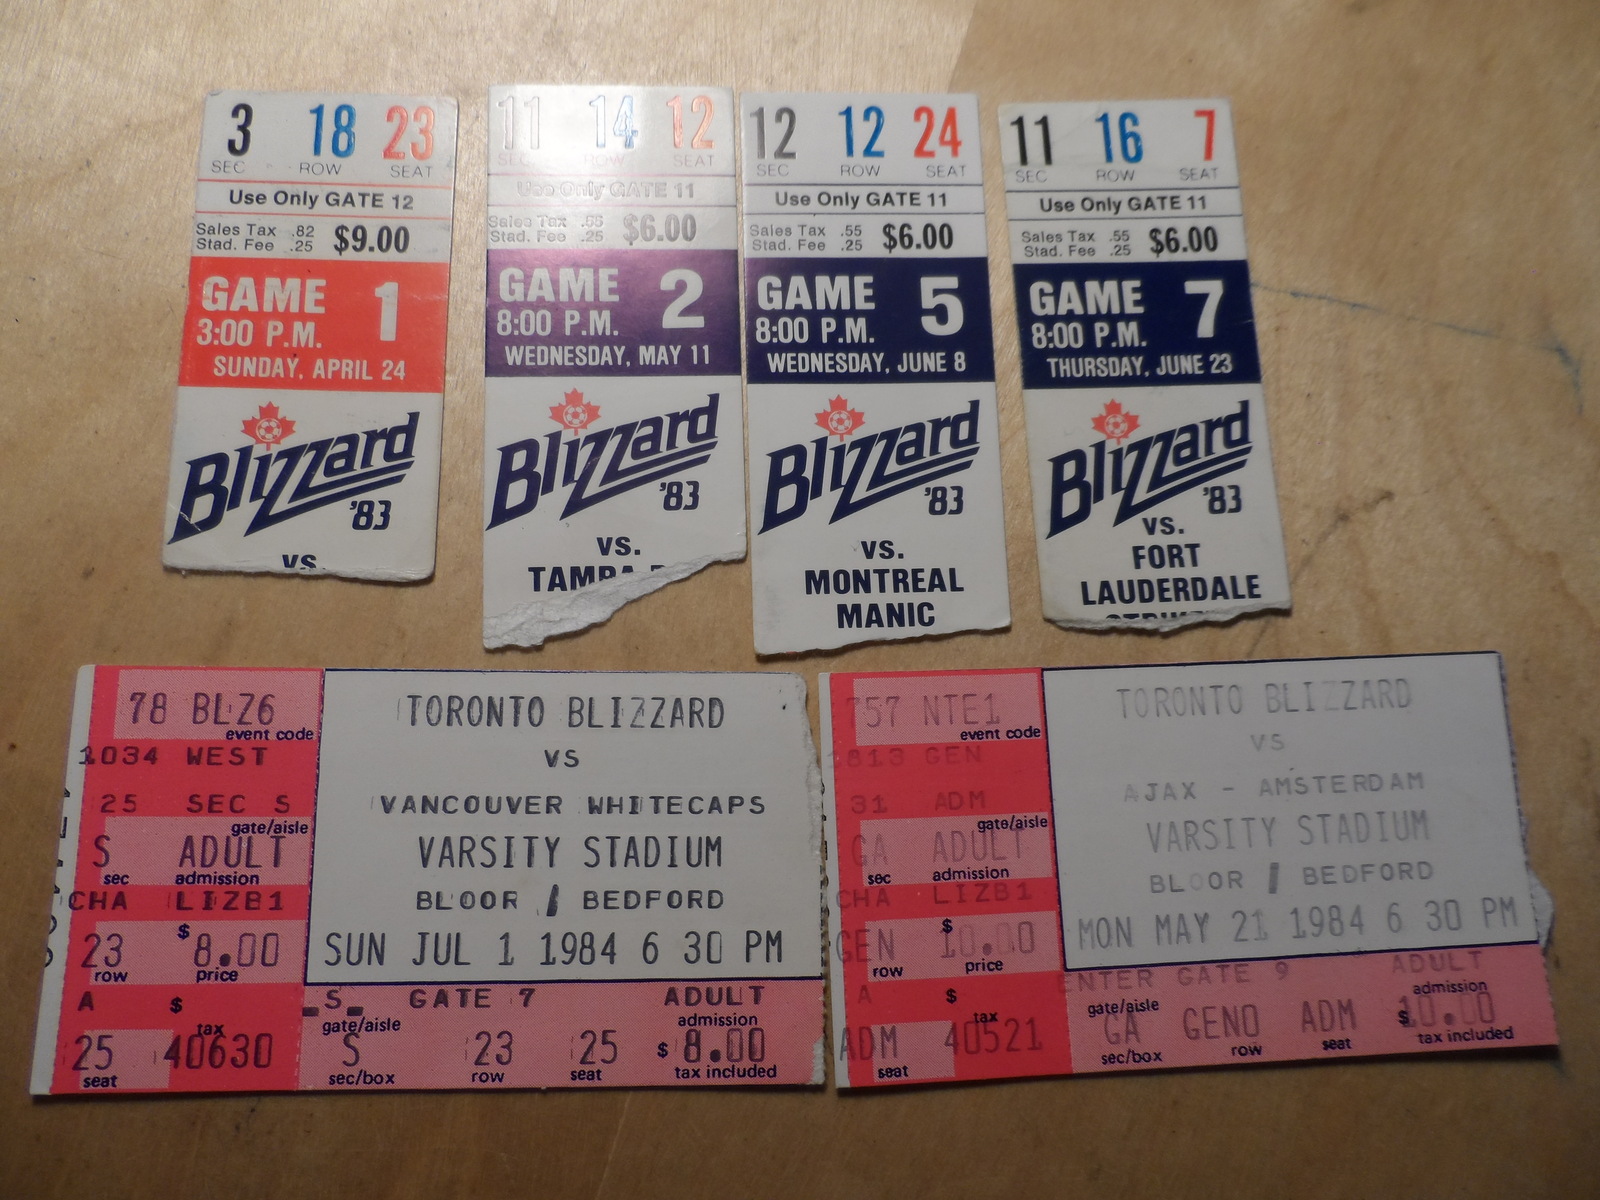 3 18 23
SEC ROW SEAT
Use Only GATE 12
Sales Tax .82
Stad. Fee .25
$9.00
GAME 1
3:00 P.M.
SUNDAY, APRIL 24
Blizzard
'83
VS.
11 14 12
SEC ROW SEAT
Use Only GATE 11
Sales Tax .55
Stad. Fee .25
$6.00
GAME 2
8:00 P.M.
WEDNESDAY, MAY 11
Blizzard
'83
VS.
TAMPA
12 12 24
SEC ROW SEAT
Use Only GATE 11
Sales Tax .55
Stad. Fee .25
$6.00
GAME 5
8:00 P.M.
WEDNESDAY, JUNE 8
Blizzard
'83
VS.
MONTREAL
MANIC
11 16 7
SEC ROW SEAT
Use Only GATE 11
Sales Tax .55
Stad. Fee .25
$6.00
GAME 7
8:00 P.M.
THURSDAY, JUNE 23
Blizzard
'83
VS.
FORT
LAUDERDALE
78 BLZ6
event code
1034 WEST
25 SEC S
gate/aisle
S ADULT
sec admission
CHA LIZB1
23 $ 8.00
row price
A $
tax
25 40630
seat
TORONTO BLIZZARD
VS
VANCOUVER WHITECAPS
VARSITY STADIUM
BLOOR / BEDFORD
SUN JUL 1 1984 6 30 PM
S GATE 7 ADULT
gate/aisle admission
S 23 25 $ 8.00
sec/box row seat tax included
757 NTE1
event code
1813 GEN
31 ADM
gate/aisle
GA ADULT
sec admission
CHA LIZB1
GEN $ 10.00
row price
A $
tax
ADM 40521
seat
TORONTO BLIZZARD
VS
AJAX - AMSTERDAM
VARSITY STADIUM
BLOOR / BEDFORD
MON MAY 21 1984 6 30 PM
ENTER GATE 9 ADULT
gate/aisle admission
GA GENO ADM $10.00
sec/box row seat tax included